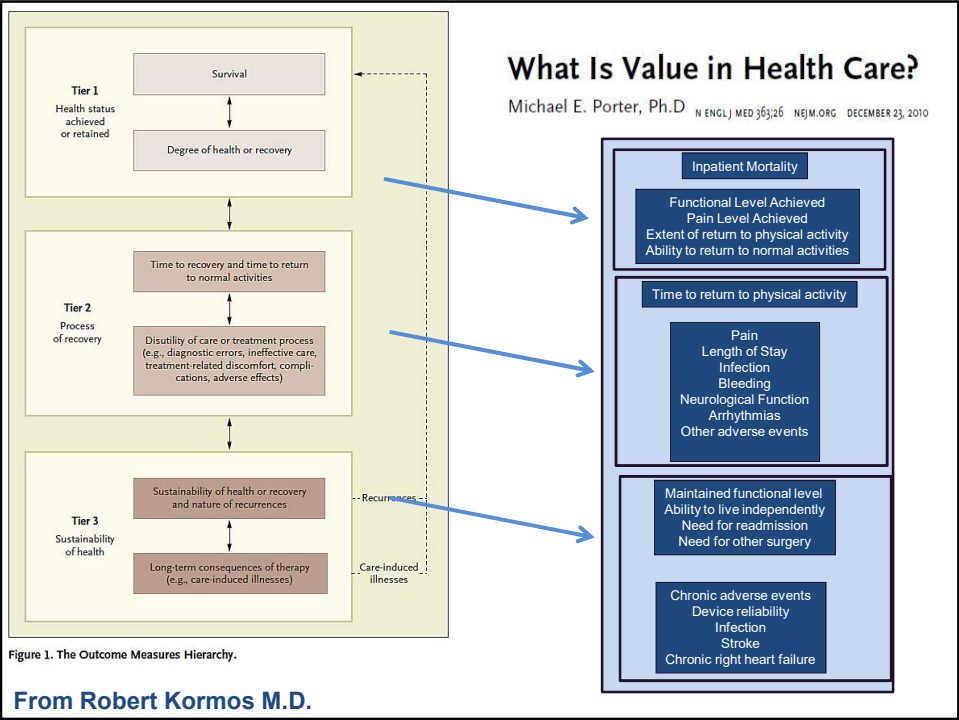 Tier 1
Health status
achieved
or retained
Survival
Degree of health or recovery
Tier 2
Process
of recovery
Time to recovery and time to return
to normal activities
Disutility of care or treatment process
(e.g., diagnostic errors, ineffective care,
treatment-related discomfort, compli-
cations, adverse effects)
Tier 3
Sustainability
of health
Sustainability of health or recovery
and nature of recurrences
Recurrences
Long-term consequences of therapy
(e.g., care-induced illnesses)
Care-induced
illnesses
Figure 1. The Outcome Measures Hierarchy.
From Robert Kormos M.D.
What Is Value in Health Care?
Michael E. Porter, Ph.D N ENGL J MED 363;26 NEJM.ORG DECEMBER 23, 2010
Inpatient Mortality
Functional Level Achieved
Pain Level Achieved
Extent of return to physical activity
Ability to return to normal activities
Time to return to physical activity
Pain
Length of Stay
Infection
Bleeding
Neurological Function
Arrhythmias
Other adverse events
Maintained functional level
Ability to live independently
Need for readmission
Need for other surgery
Chronic adverse events
Device reliability
Infection
Stroke
Chronic right heart failure